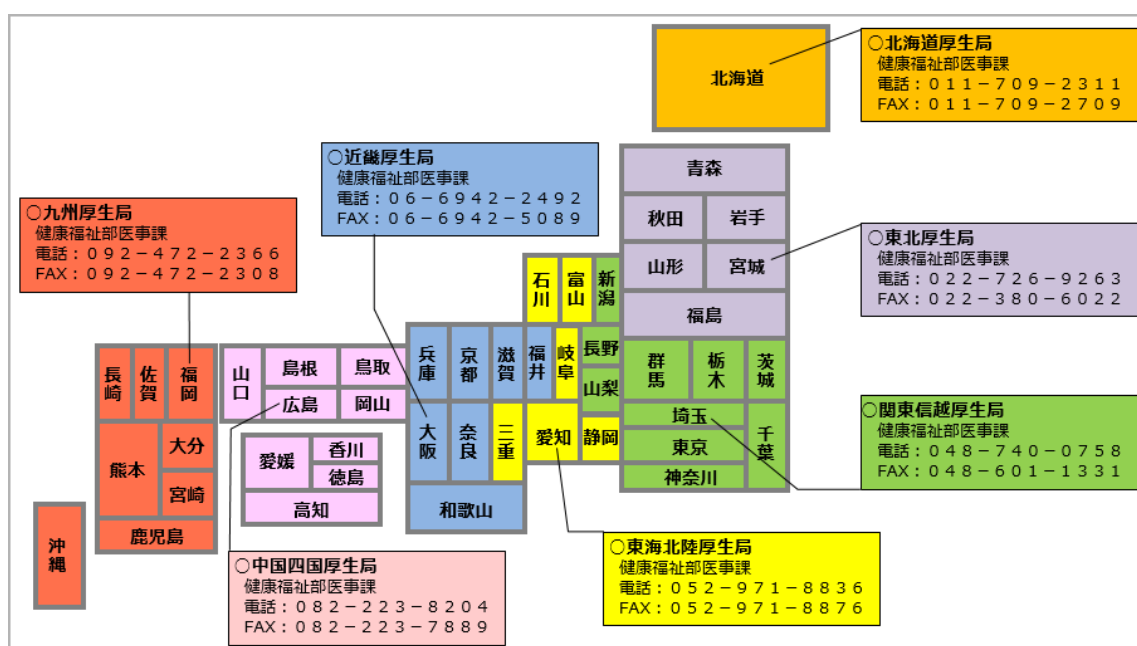 北海道
○北海道厚生局
健康福祉部医事課
電話：０１１－７０９－２３１１
FAX：０１１－７０９－２７０９
○近畿厚生局
健康福祉部医事課
電話：０６－６９４２－２４９２
FAX：０６－６９４２－５０８９
○九州厚生局
健康福祉部医事課
電話：０９２－４７２－２３６６
FAX：０９２－４７２－２３０８
青森
秋田
岩手
山形
宮城
福島
○東北厚生局
健康福祉部医事課
電話：０２２－７２６－９２６３
FAX：０２２－３８０－６０２２
石川
富山
新潟
兵庫
京都
滋賀
福井
岐阜
長野
山梨
群馬
栃木
茨城
長崎
佐賀
福岡
山口
島根
鳥取
広島
岡山
大阪
奈良
三重
愛知
静岡
埼玉
東京
神奈川
千葉
○関東信越厚生局
健康福祉部医事課
電話：０４８－７４０－０７５８
FAX：０４８－６０１－１３３１
熊本
大分
宮崎
鹿児島
沖縄
愛媛
香川
徳島
高知
和歌山
○中国四国厚生局
健康福祉部医事課
電話：０８２－２２３－８２０４
FAX：０８２－２２３－７８８９
○東海北陸厚生局
健康福祉部医事課
電話：０５２－９７１－８８３６
FAX：０５２－９７１－８８７６